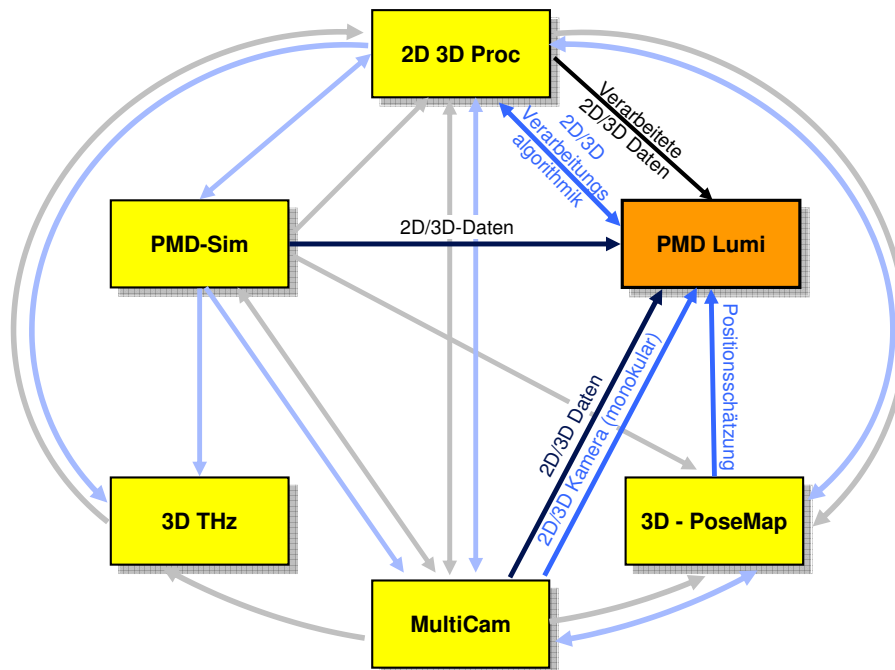 2D 3D Proc
Verarbeitete
2D/3D Daten
2D/3D
Verarbeitungs
algorithmik
PMD-Sim
2D/3D-Daten
PMD Lumi
2D/3D Daten
2D/3D Kamera (monokular)
Positionsschätzung
3D THz
3D - PoseMap
MultiCam